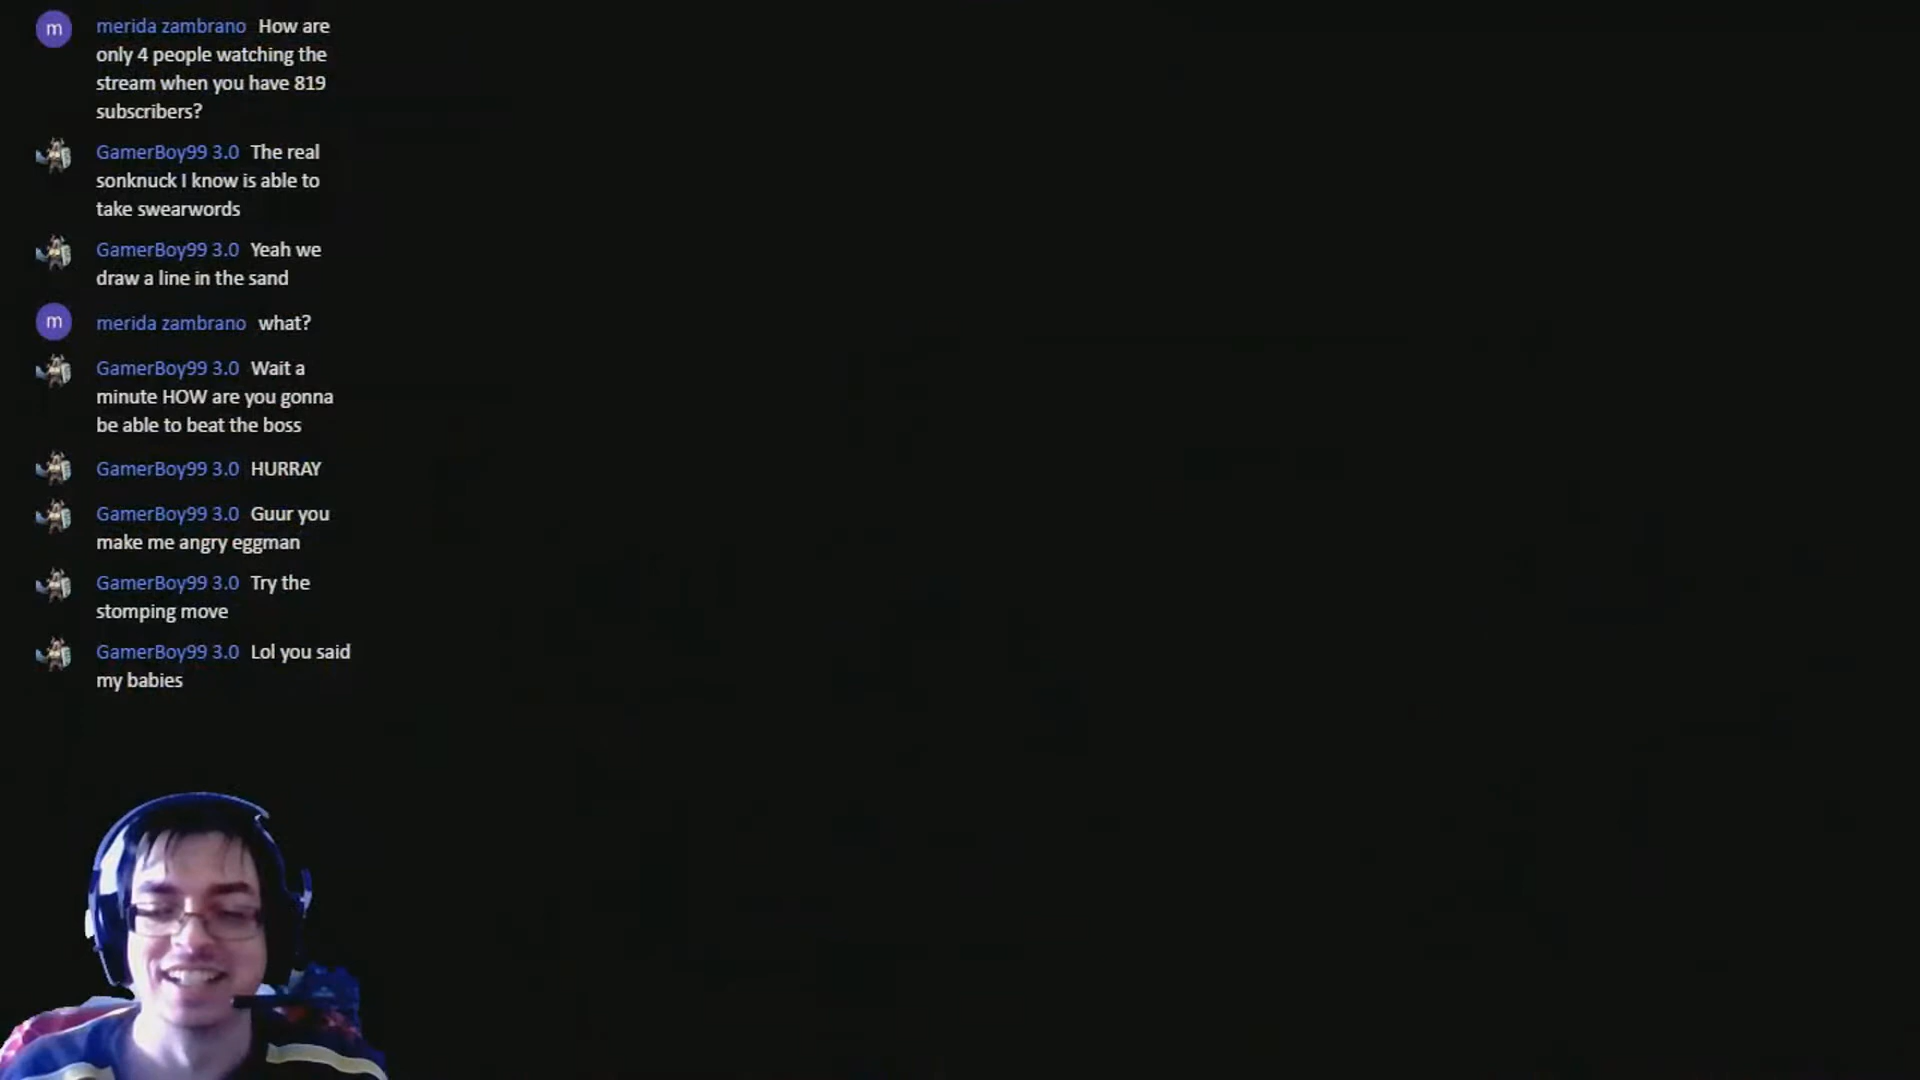 m merida zambrano How are
only 4 people watching the
stream when you have 819
subscribers?
GamerBoy99 3.0 The real
sonknuck I know is able to
take swearwords
GamerBoy99 3.0 Yeah we
draw a line in the sand
m merida zambrano what?
GamerBoy99 3.0 Wait a
minute HOW are you gonna
be able to beat the boss
GamerBoy99 3.0 HURRAY
GamerBoy99 3.0 Guur you
make me angry eggman
GamerBoy99 3.0 Try the
stomping move
GamerBoy99 3.0 Lol you said
my babies